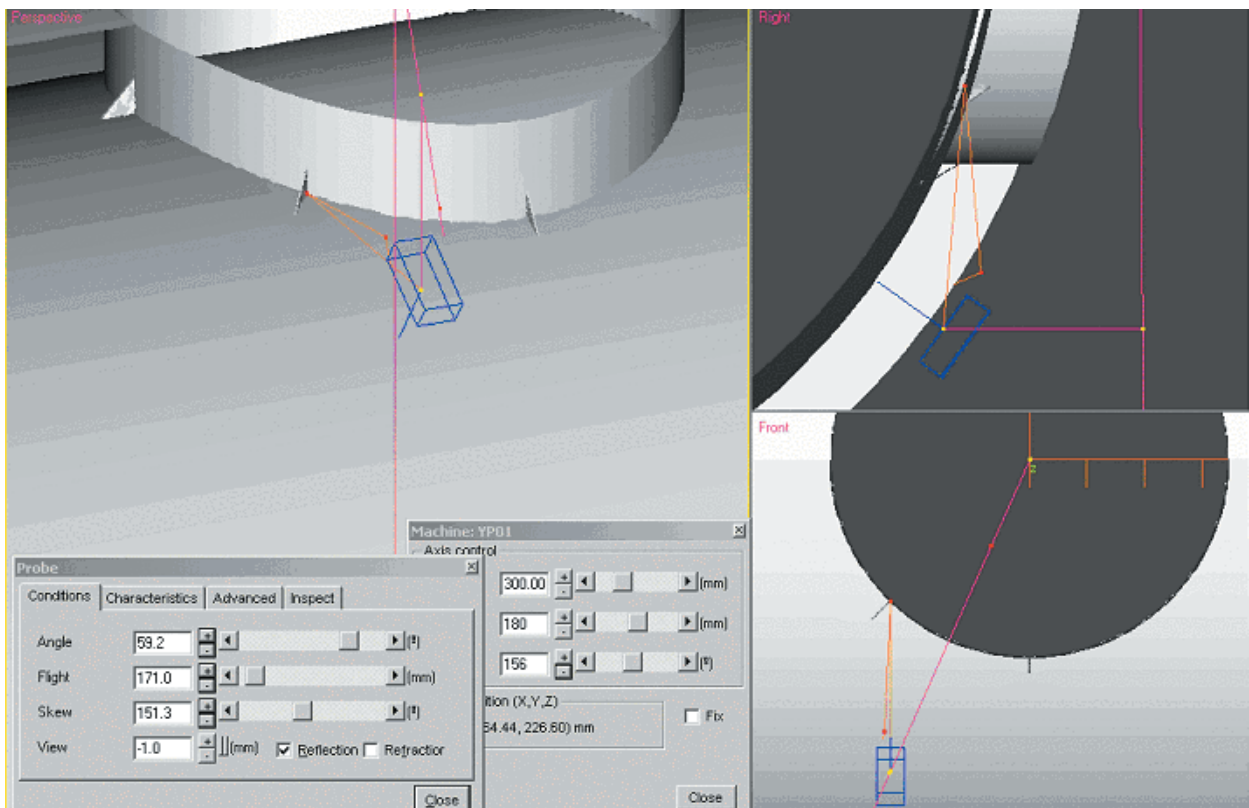 Perspective
Right
Front
Z
Machine: YP01
Axis control
300.00 + - (mm)
180 + - (mm)
156 + - (º)
ition (X,Y,Z)
64.44, 226.60) mm
Fix
Close
Probe
Conditions Characteristics Advanced Inspect
Angle 59.2 + - (º)
Flight 171.0 + - (mm)
Skew 151.3 + - (º)
View -1.0 + - (mm) Reflection Refraction
Close